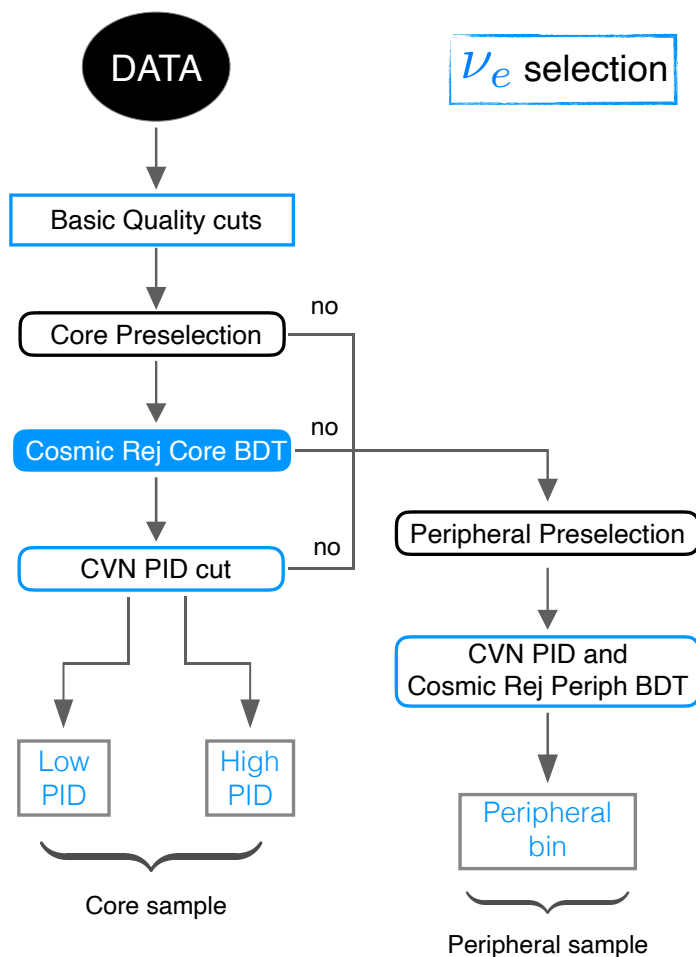 DATA
νe selection
Basic Quality cuts
no
Core Preselection
no
Cosmic Rej Core BDT
no
CVN PID cut
Peripheral Preselection
CVN PID and
Cosmic Rej Periph BDT
Low
PID
High
PID
Peripheral
bin
Core sample
Peripheral sample